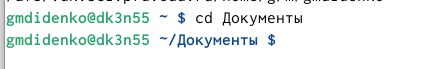 gmdidenko@dk3n55 ~ $ cd Документы
gmdidenko@dk3n55 ~/Документы $